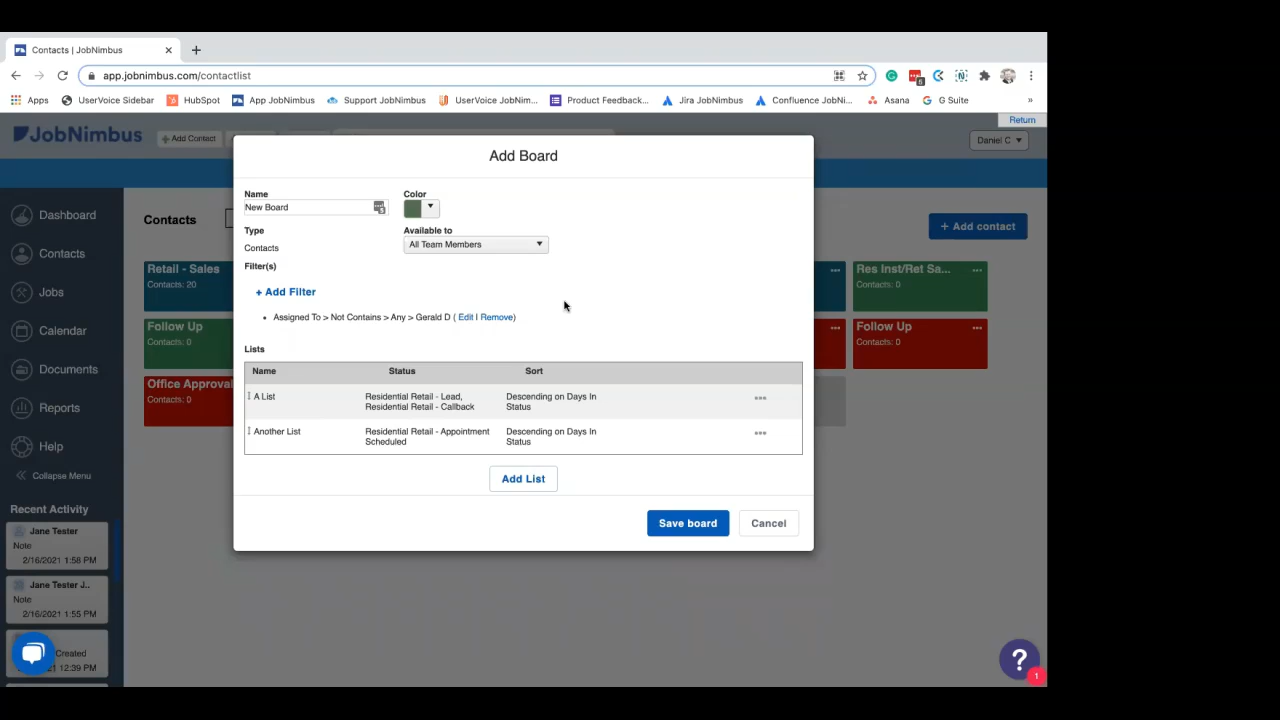 Contacts | JobNimbus
app.jobnimbus.com/contactlist
Apps
UserVoice Sidebar
HubSpot
App JobNimbus
Support JobNimbus
UserVoice JobNim...
Product Feedback...
Jira JobNimbus
Confluence JobNi...
Asana
G Suite
»
Return
JobNimbus
+ Add Contact
Daniel C
Dashboard
Contacts
Jobs
Calendar
Documents
Reports
Help
Collapse Menu
Recent Activity
Jane Tester
Note
2/16/2021 1:58 PM
Jane Tester J..
Note
2/16/2021 1:55 PM
Created
21 12:39 PM
Contacts
+ Add contact
Retail - Sales
Contacts: 20
Res Inst/Ret Sa...
Contacts: 0
Follow Up
Contacts: 0
Follow Up
Contacts: 0
Office Approval
Contacts: 0
Add Board
Name
Color
New Board
Type
Available to
Contacts
All Team Members
Filter(s)
+ Add Filter
• Assigned To > Not Contains > Any > Gerald D ( Edit | Remove)
Lists
Name Status Sort
A List
Residential Retail - Lead,
Residential Retail - Callback
Descending on Days In
Status
Another List
Residential Retail - Appointment
Scheduled
Descending on Days In
Status
Add List
Save board
Cancel
?
1